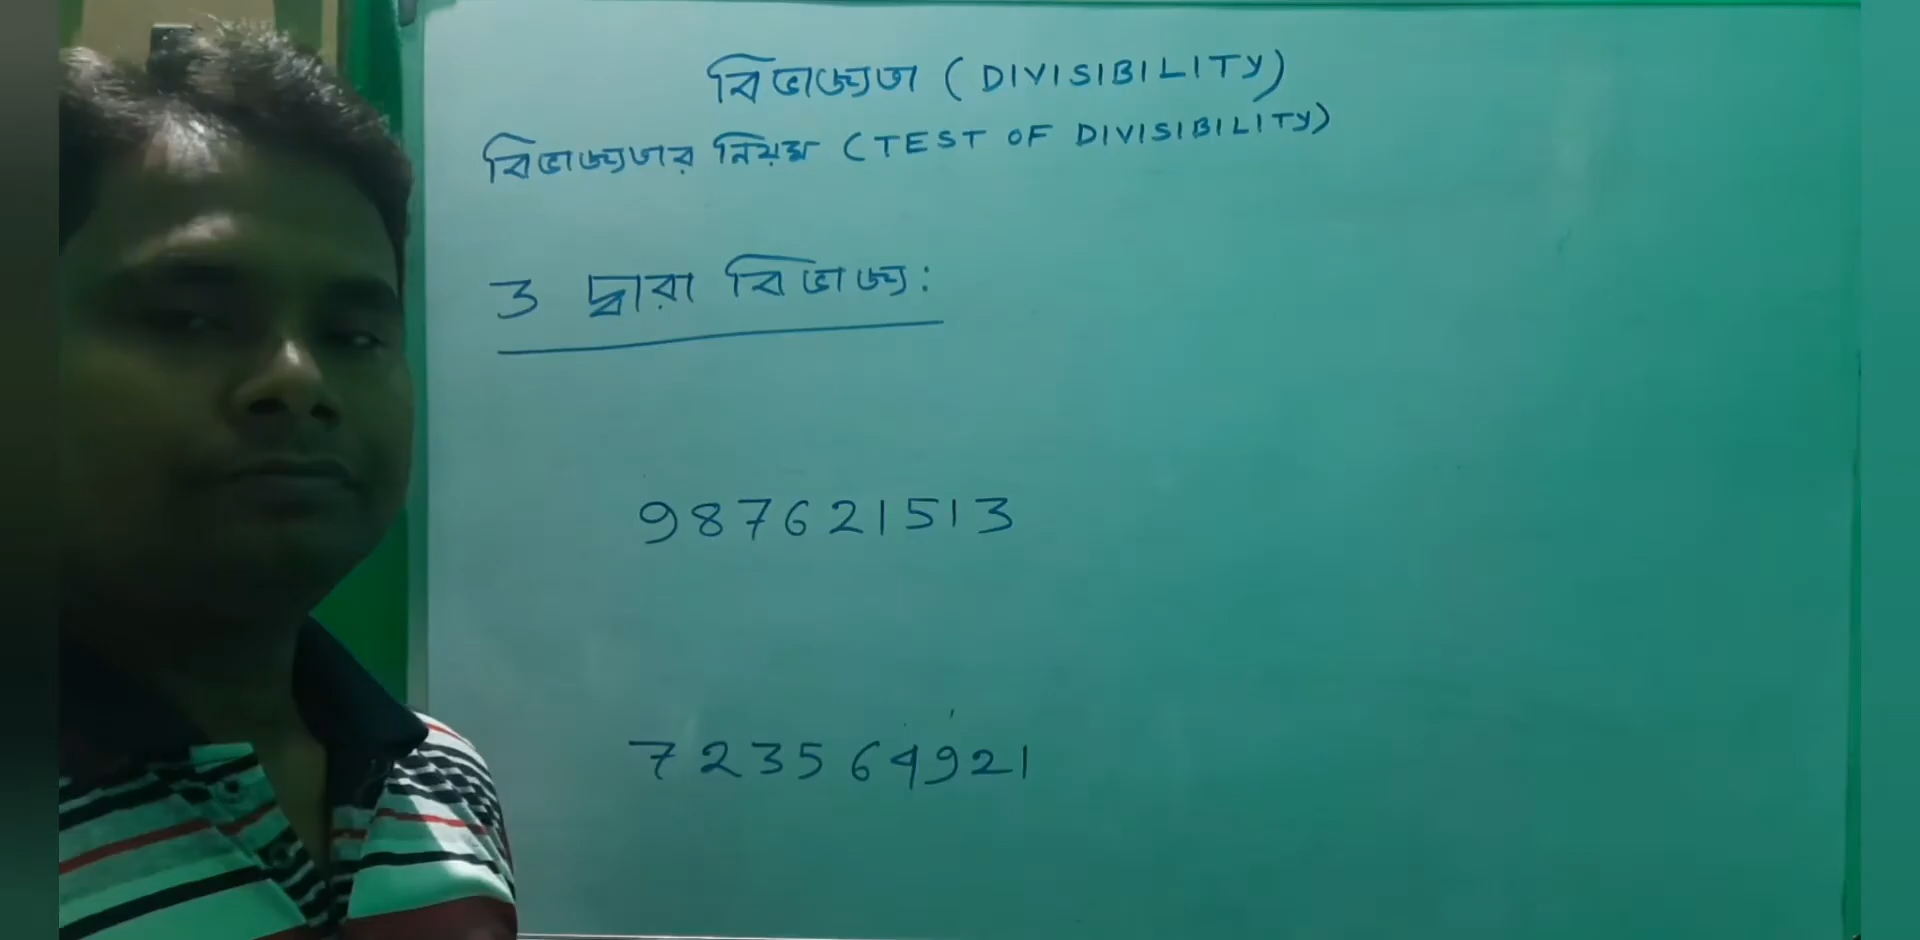 বিভাজ্যতা (DIVISIBILITY)
বিভাজ্যতার নিয়ম (TEST OF DIVISIBILITY)
3 দ্বারা বিভাজ্য:
987621513
723564921